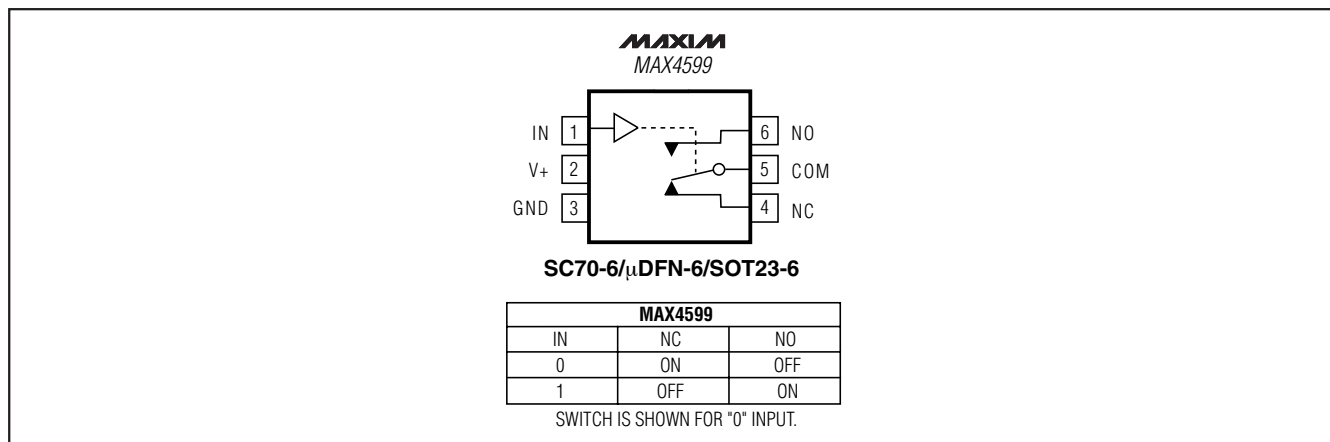 MAXIM
MAX4599
IN 1 6 NO
V+ 2 5 COM
GND 3 4 NC
SC70-6/μDFN-6/SOT23-6
MAX4599
IN NC NO
0 ON OFF
1 OFF ON
SWITCH IS SHOWN FOR "0" INPUT.